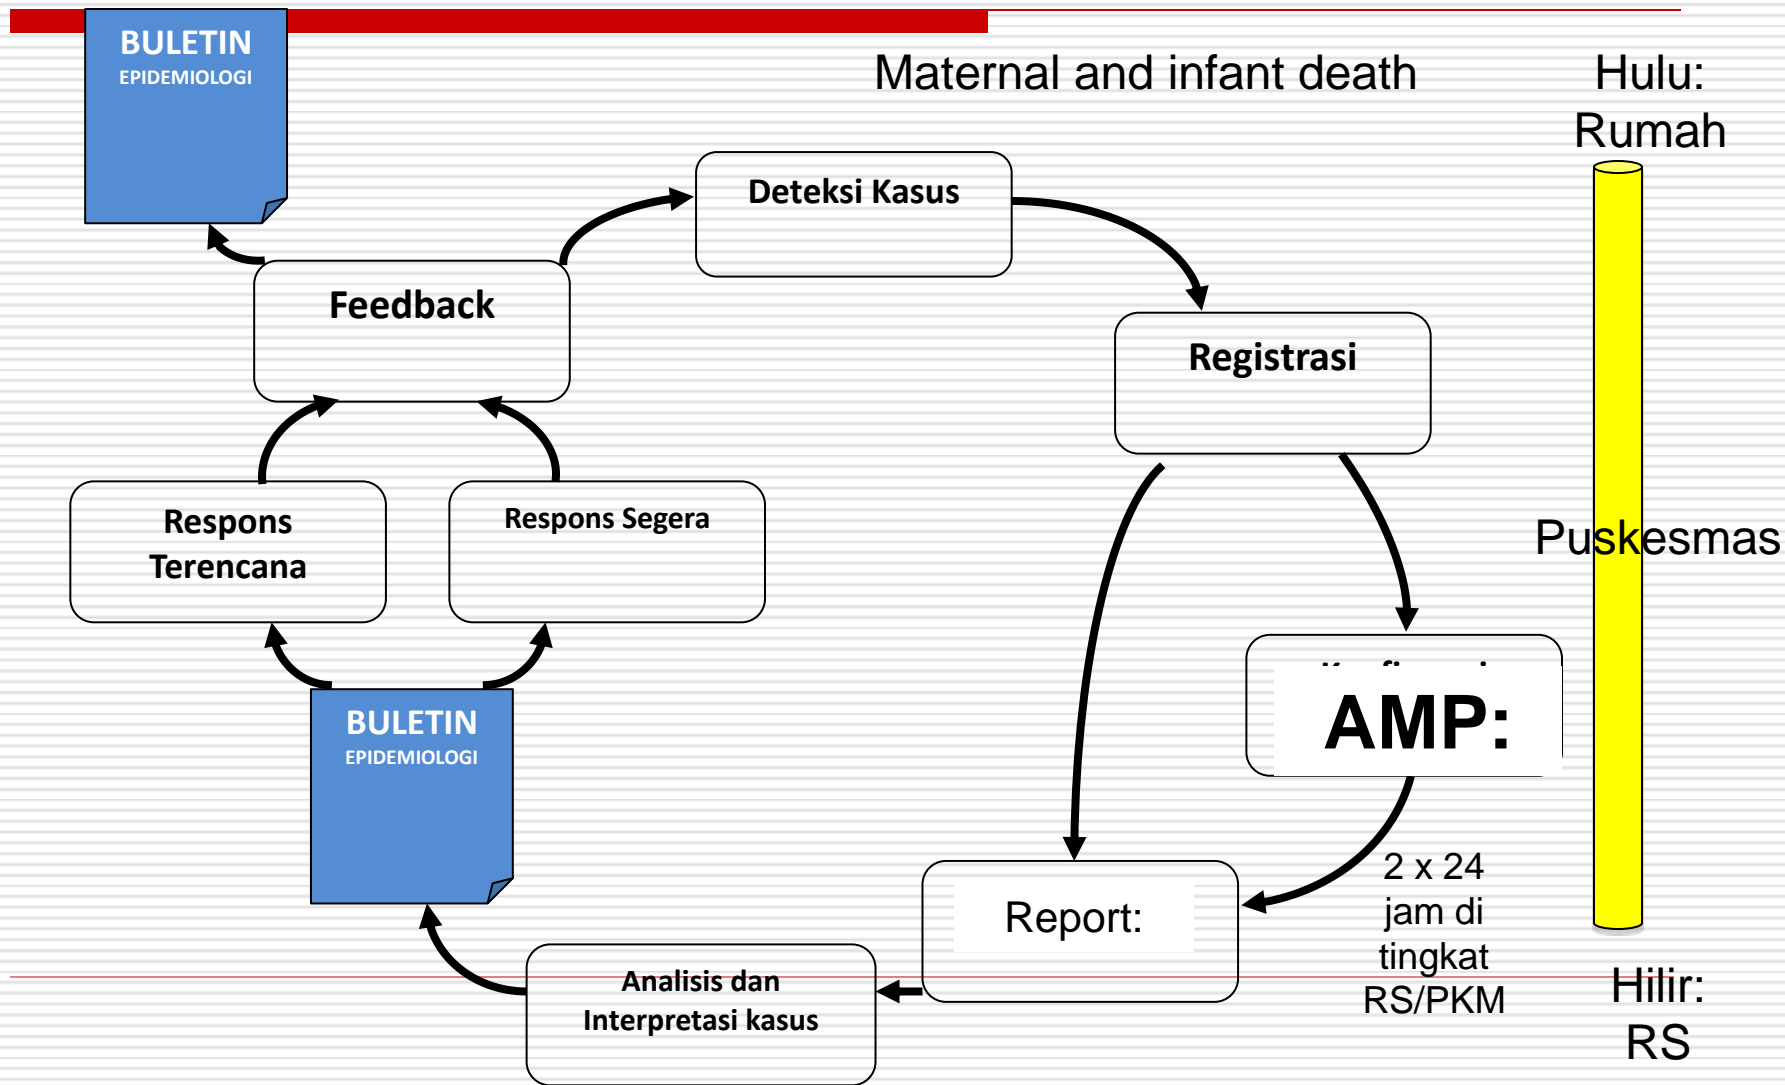 BULETIN
EPIDEMIOLOGI
Maternal and infant death
Hulu:
Rumah
Deteksi Kasus
Feedback
Registrasi
Respons
Terencana
Respons Segera
Puskesmas
AMP:
BULETIN
EPIDEMIOLOGI
2 x 24
jam di
tingkat
RS/PKM
Report:
Analisis dan
Interpretasi kasus
Hilir:
RS